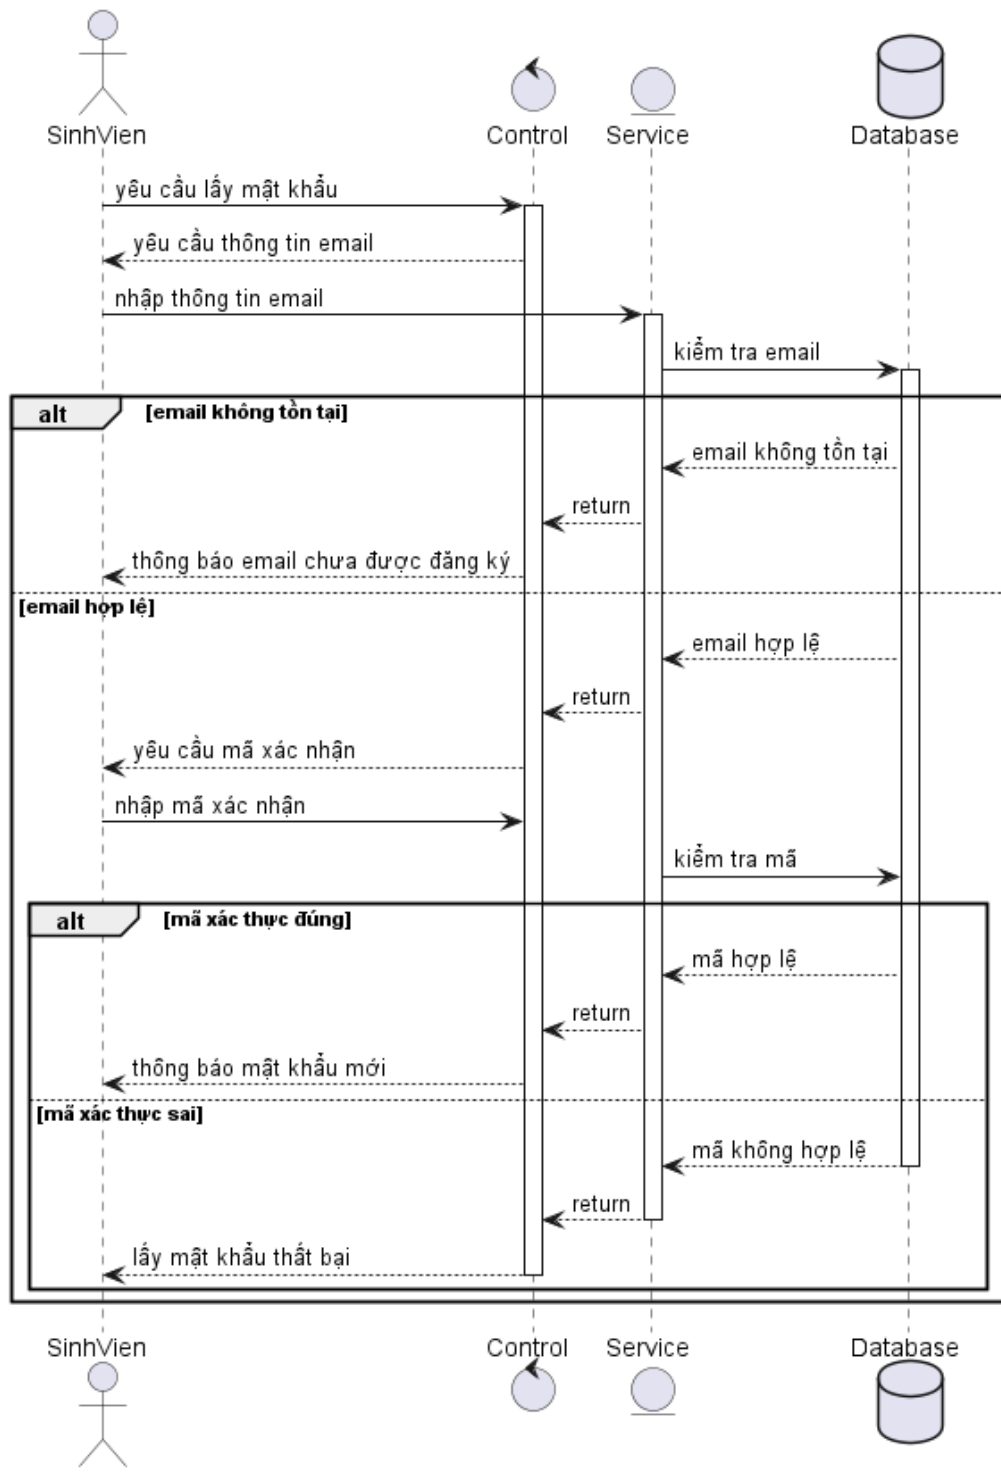 SinhVien Control Service Database
yêu cầu lấy mật khẩu
yêu cầu thông tin email
nhập thông tin email
kiểm tra email
alt [email không tồn tại]
email không tồn tại
return
thông báo email chưa được đăng ký
[email hợp lệ]
email hợp lệ
return
yêu cầu mã xác nhận
nhập mã xác nhận
kiểm tra mã
alt [mã xác thực đúng]
mã hợp lệ
return
thông báo mật khẩu mới
[mã xác thực sai]
mã không hợp lệ
return
lấy mật khẩu thất bại
SinhVien Control Service Database